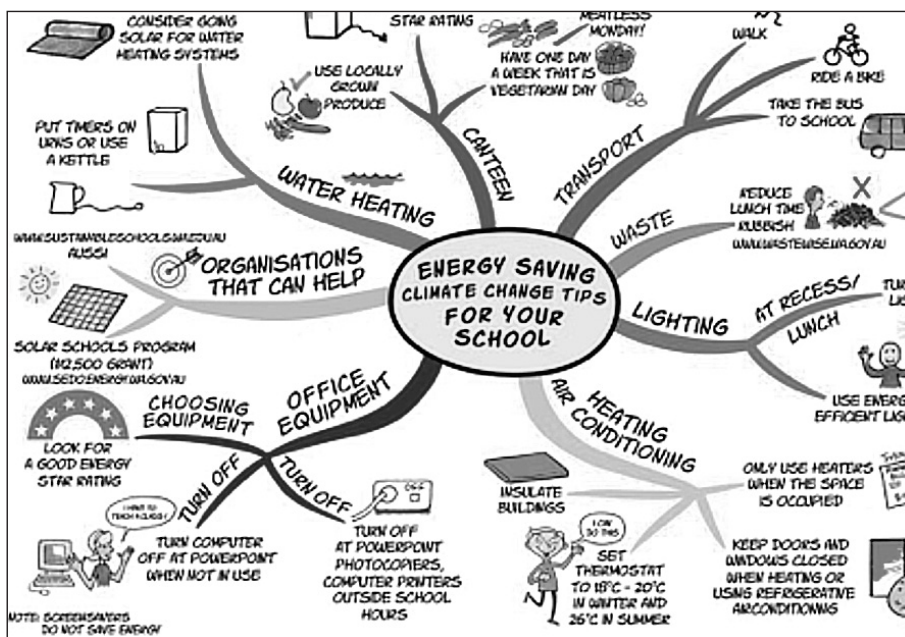 CONSIDER GOING
SOLAR FOR WATER
HEATING SYSTEMS
PUT TIMERS ON
URNS OR USE
A KETTLE
WATER HEATING
STAR RATING
USE LOCALLY
GROWN
PRODUCE
MEATLESS
MONDAY!
HAVE ONE DAY
A WEEK THAT IS
VEGETARIAN DAY
CANTEEN
WALK
RIDE A BIKE
TAKE THE BUS
TO SCHOOL
TRANSPORT
WASTE
REDUCE
LUNCH TIME
RUBBISH
WWW.WASTEWISE.WA.GOV.AU
ENERGY SAVING
CLIMATE CHANGE TIPS
FOR YOUR
SCHOOL
WWW.SUSTAINABLESCHOOLS.WA.EDU.AU
AUSSI
ORGANISATIONS
THAT CAN HELP
SOLAR SCHOOLS PROGRAM
($12,500 GRANT)
WWW.SEDO.ENERGY.WA.GOV.AU
LIGHTING
AT RECESS/
LUNCH
USE ENERG
EFFICENT LIG
OFFICE
EQUIPMENT
CHOOSING
EQUIPMENT
LOOK FOR
A GOOD ENERGY
STAR RATING
TURN OFF
I HAVE TO
TEACH A CLASS!
TURN COMPUTER
OFF AT POWERPOINT
WHEN NOT IN USE
NOTE: SCREENSAVERS
DO NOT SAVE ENERGY
TURN OFF
OFF
TURN OFF
AT POWERPOINT
PHOTOCOPIERS,
COMPUTER PRINTERS
OUTSIDE SCHOOL
HOURS
HEATING
AIR
CONDITIONING
INSULATE
BUILDINGS
I CAN
DO THIS
SET
THERMOSTAT
TO 18°C - 20°C
IN WINTER AND
26°C IN SUMMER
ONLY USE HEATERS
WHEN THE SPACE
IS OCCUPIED
KEEP DOORS AND
WINDOWS CLOSED
WHEN HEATING OR
USING REFRIGERATIVE
AIRCONDITIONNG